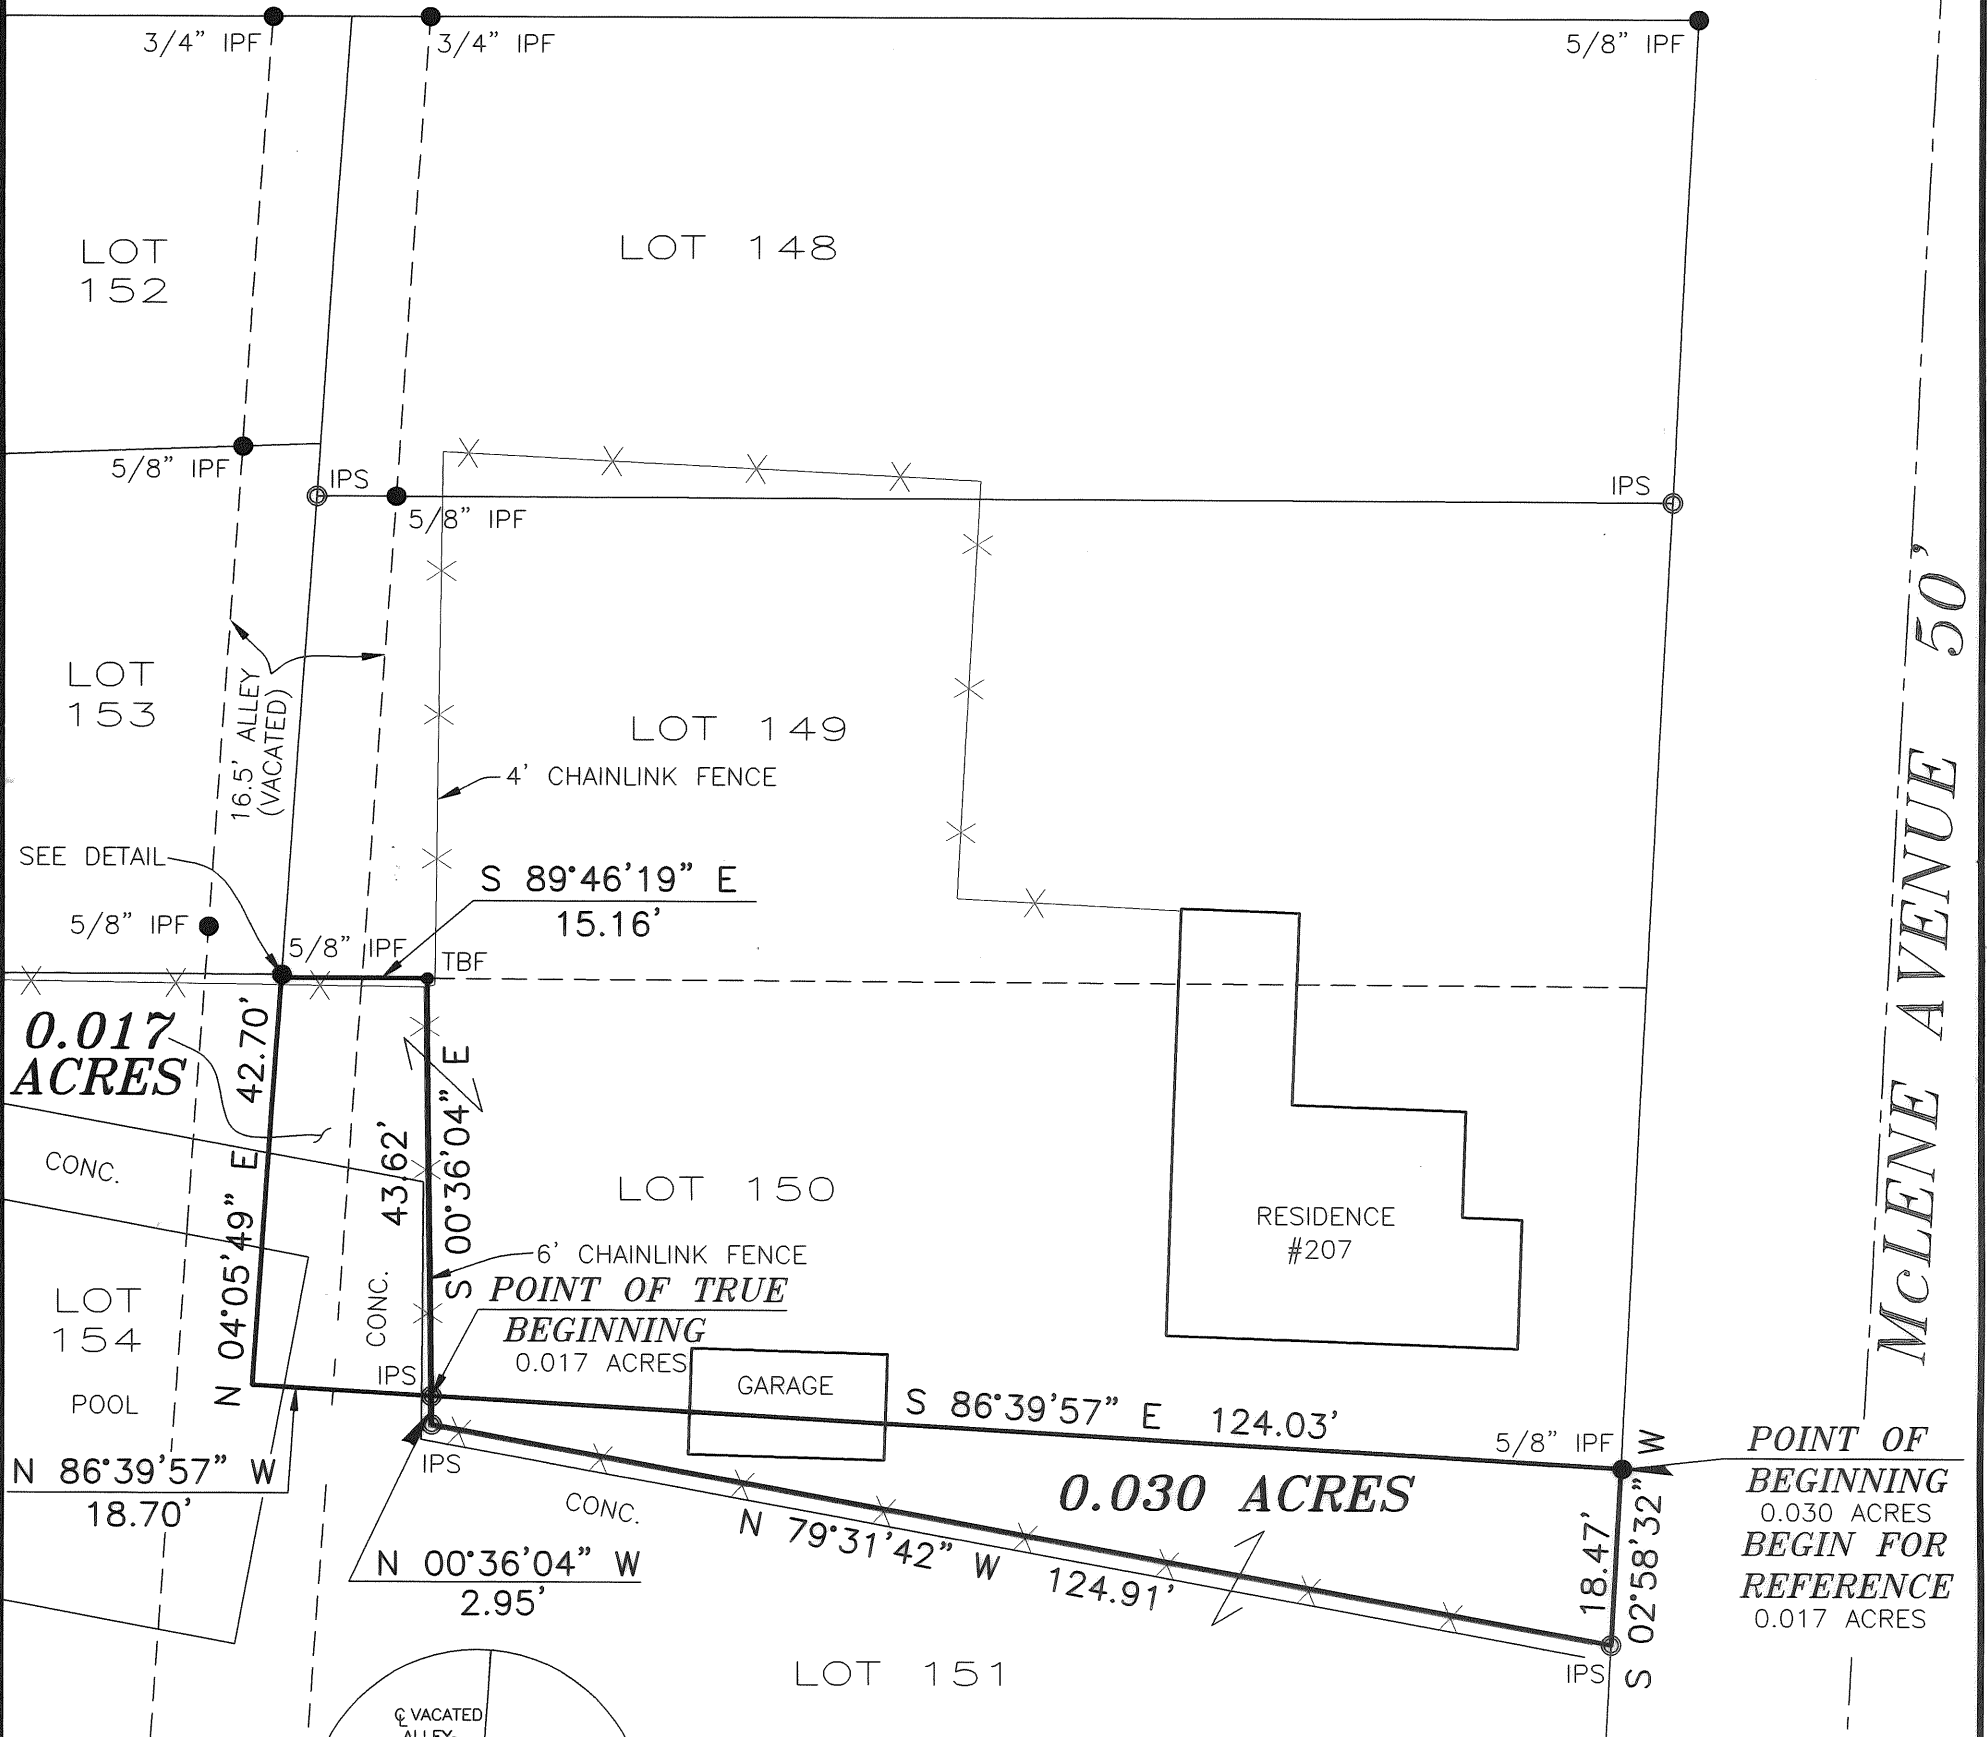 3/4" IPF
3/4" IPF
5/8" IPF
LOT
152
LOT 148
5/8" IPF
IPS
5/8" IPF
IPS
LOT
153
16.5' ALLEY
(VACATED)
LOT 149
4' CHAINLINK FENCE
McLENE AVENUE 50'
SEE DETAIL
5/8" IPF
5/8" IPF
TBF
S 89°46'19" E
15.16'
0.017
ACRES
42.70'
N 04°05'49" E
43.62'
S 00°36'04" E
CONC.
LOT 150
RESIDENCE
#207
6' CHAINLINK FENCE
POINT OF TRUE
BEGINNING
0.017 ACRES
CONC.
LOT
154
POOL
IPS
GARAGE
S 86°39'57" E 124.03'
5/8" IPF
N 86°39'57" W
18.70'
IPS
CONC.
0.030 ACRES
N 79°31'42" W 124.91'
N 00°36'04" W
2.95'
18.47'
S 02°58'32" W
POINT OF
BEGINNING
0.030 ACRES
BEGIN FOR
REFERENCE
0.017 ACRES
IPS
LOT 151
℄ VACATED
ALLEY